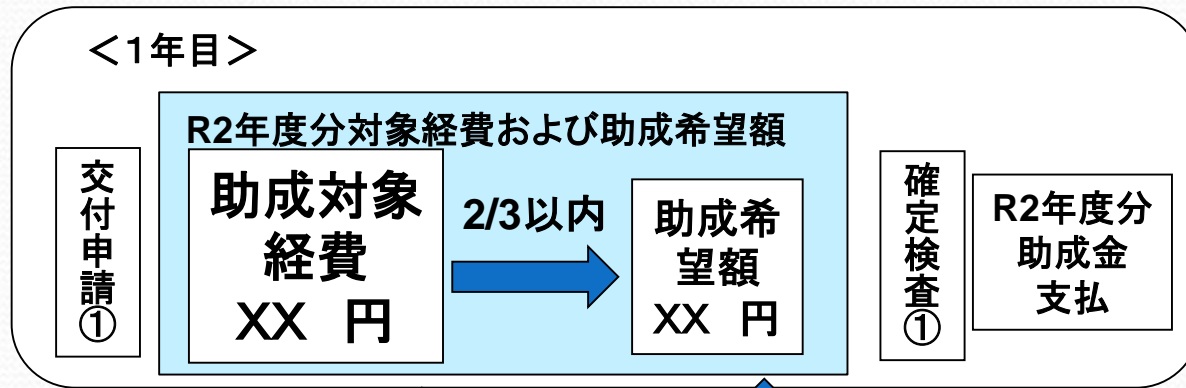 ＜１年目＞
R2年度分対象経費および助成希望額
交付申請①
助成対象
経費
XX　円
2/3以内
助成希
望額
XX　円
確定検査①
R2年度分
助成金
支払